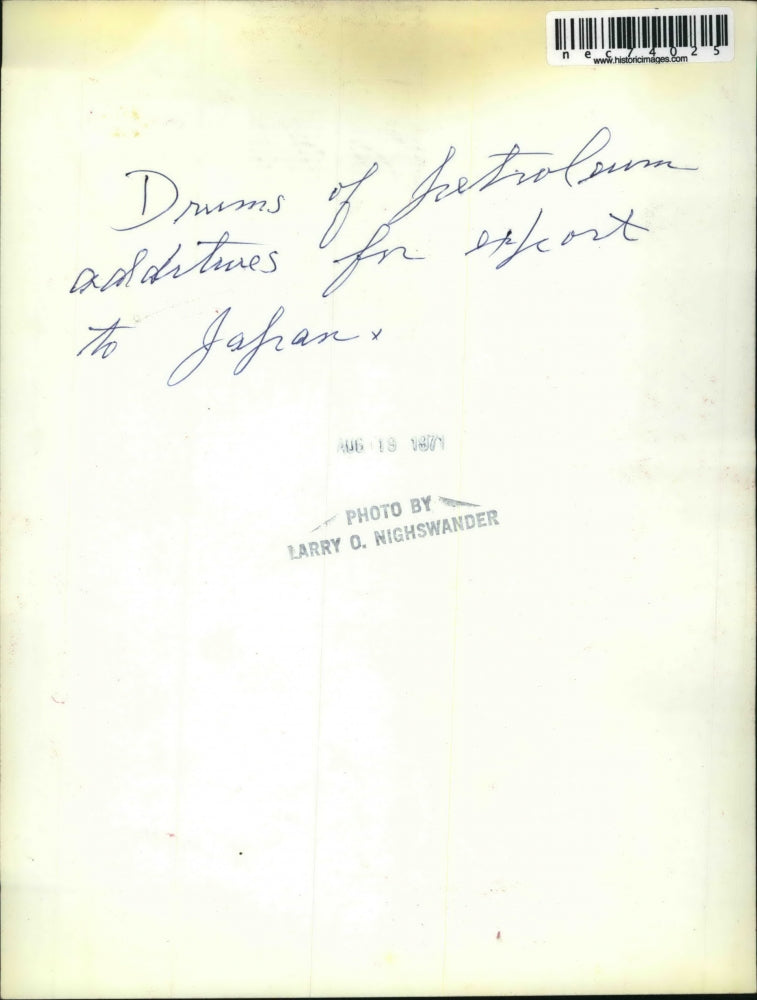 nec74025
www.historicimages.com
Drums of petroleum
additives for export
to Japan.
AUG 19 1971
PHOTO BY
LARRY O. NIGHSWANDER